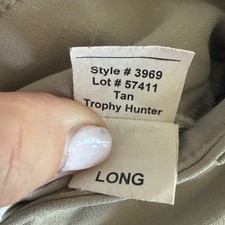 Style # 3969
Lot # 57411
Tan
Trophy Hunter
LONG